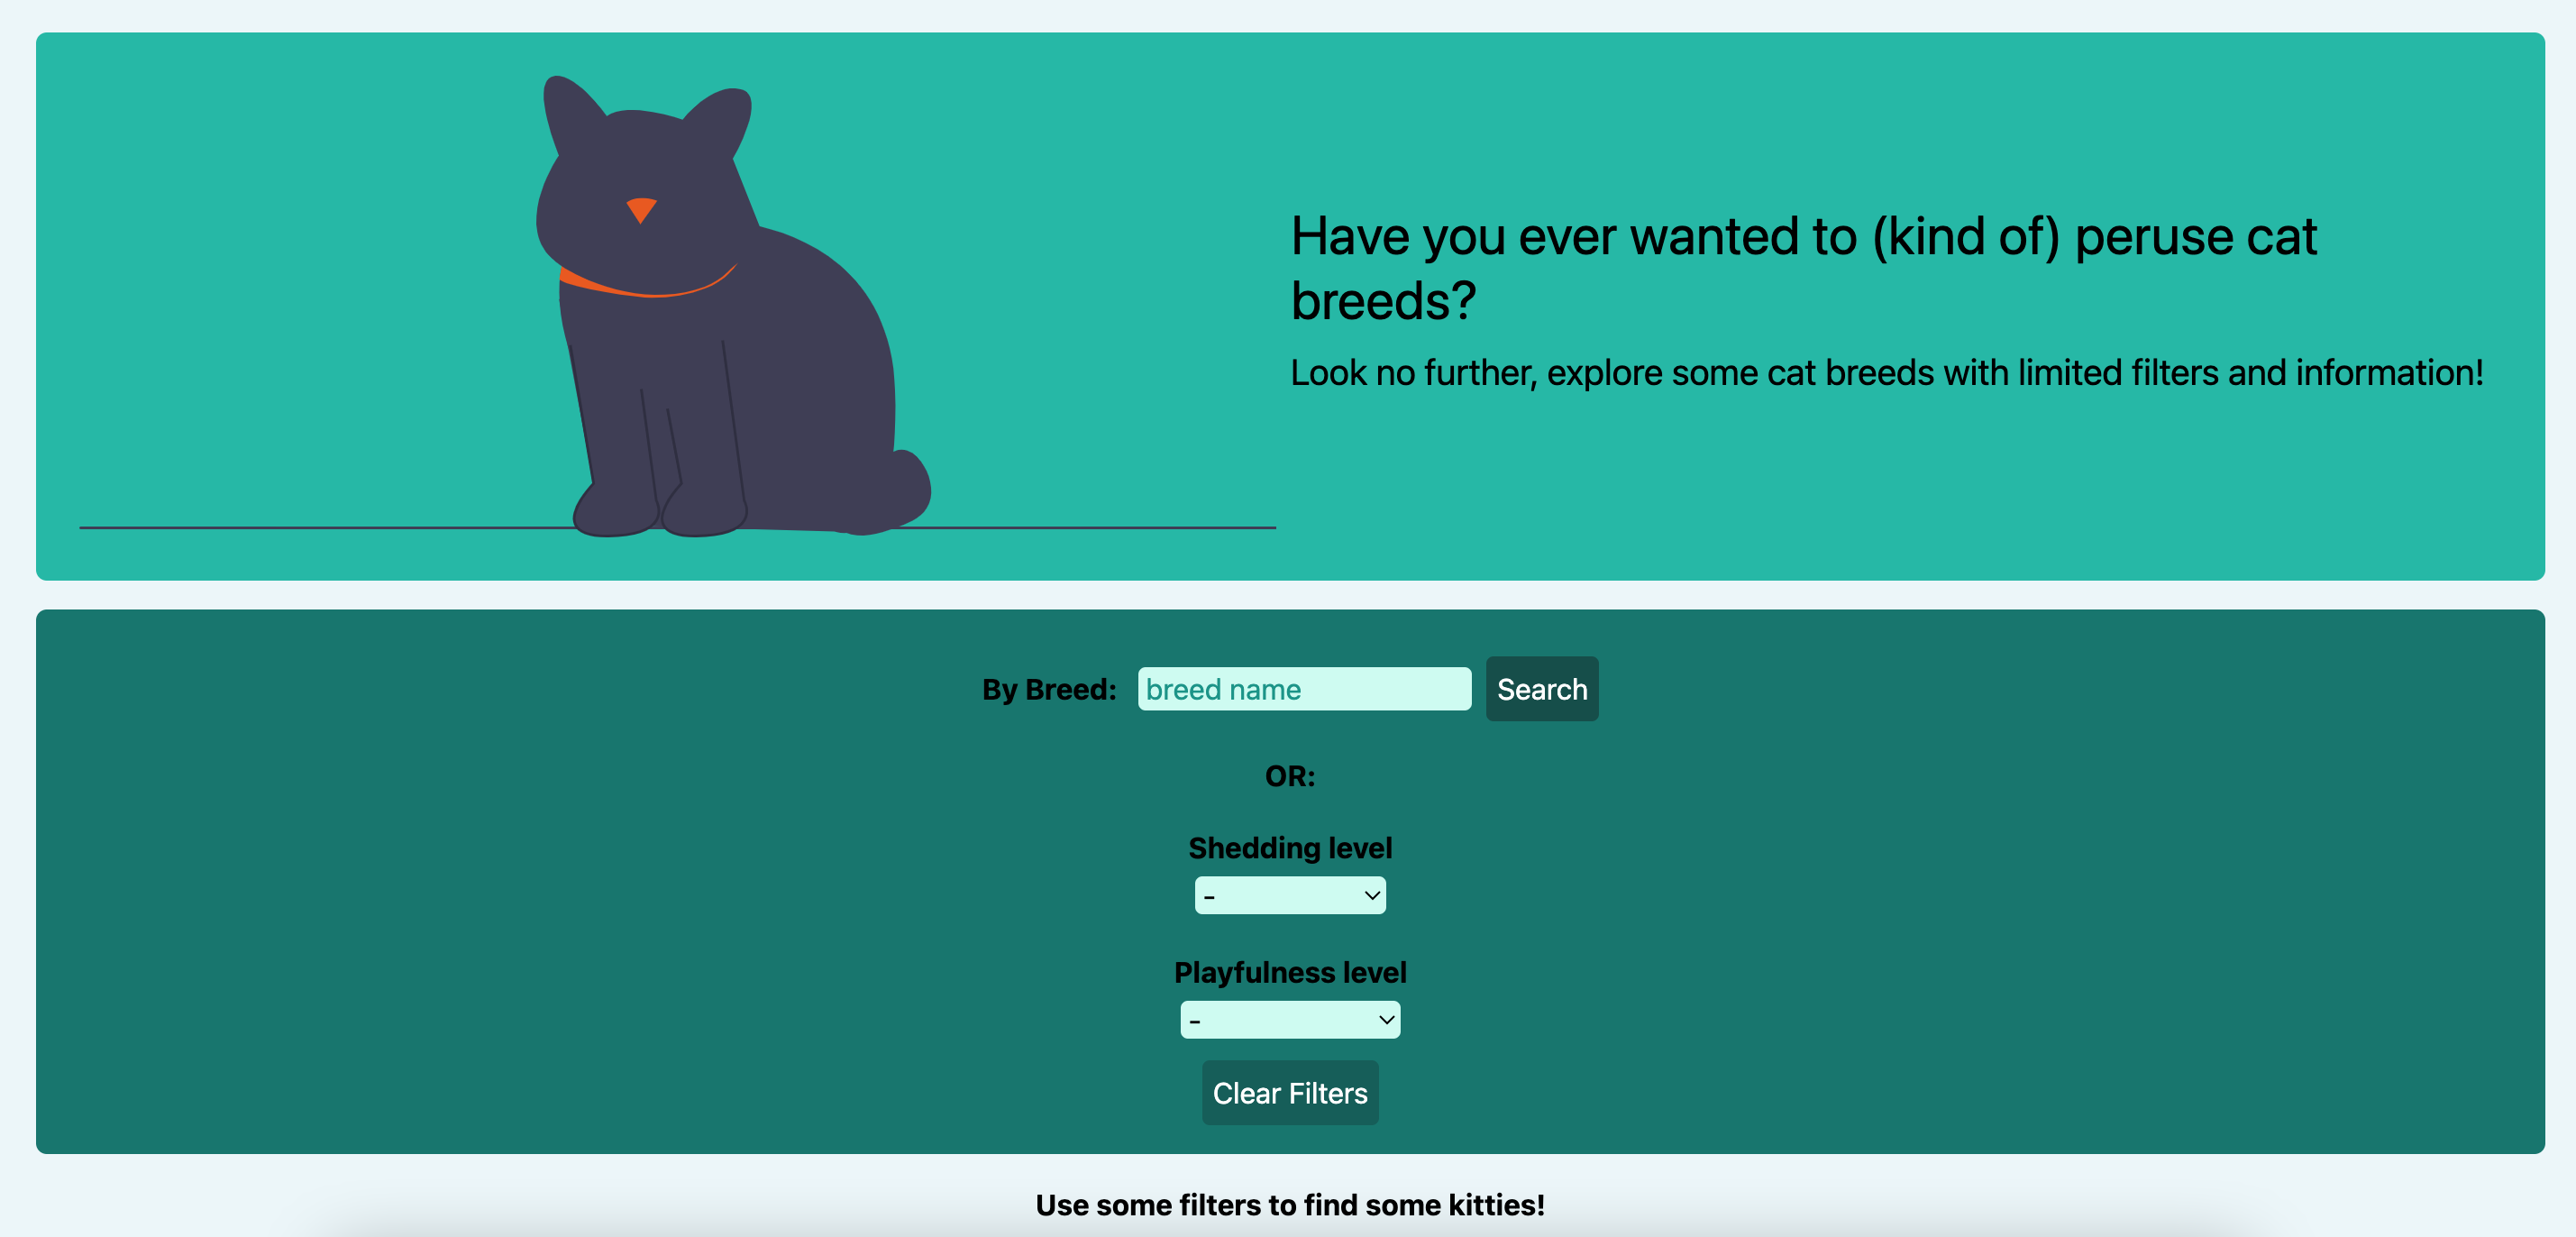 Have you ever wanted to (kind of) peruse cat
breeds?
Look no further, explore some cat breeds with limited filters and information!
By Breed: breed name Search
OR:
Shedding level
-
Playfulness level
-
Clear Filters
Use some filters to find some kitties!